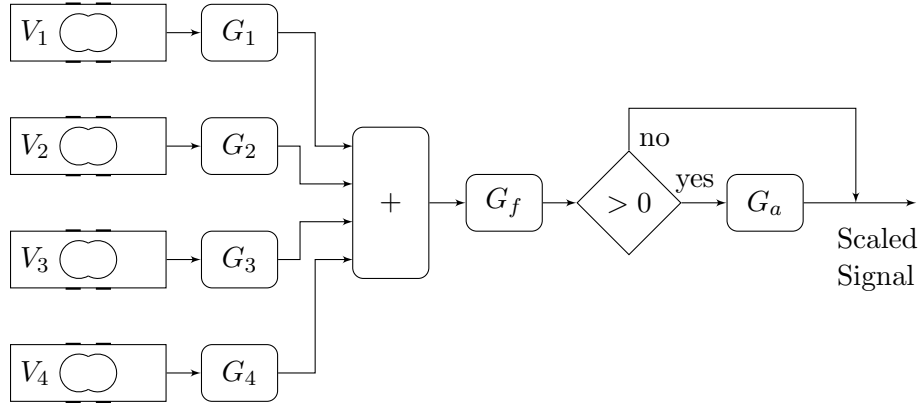 V1 G1
V2 G2
V3 G3
V4 G4
+
Gf
> 0
no
yes
Ga
Scaled
Signal